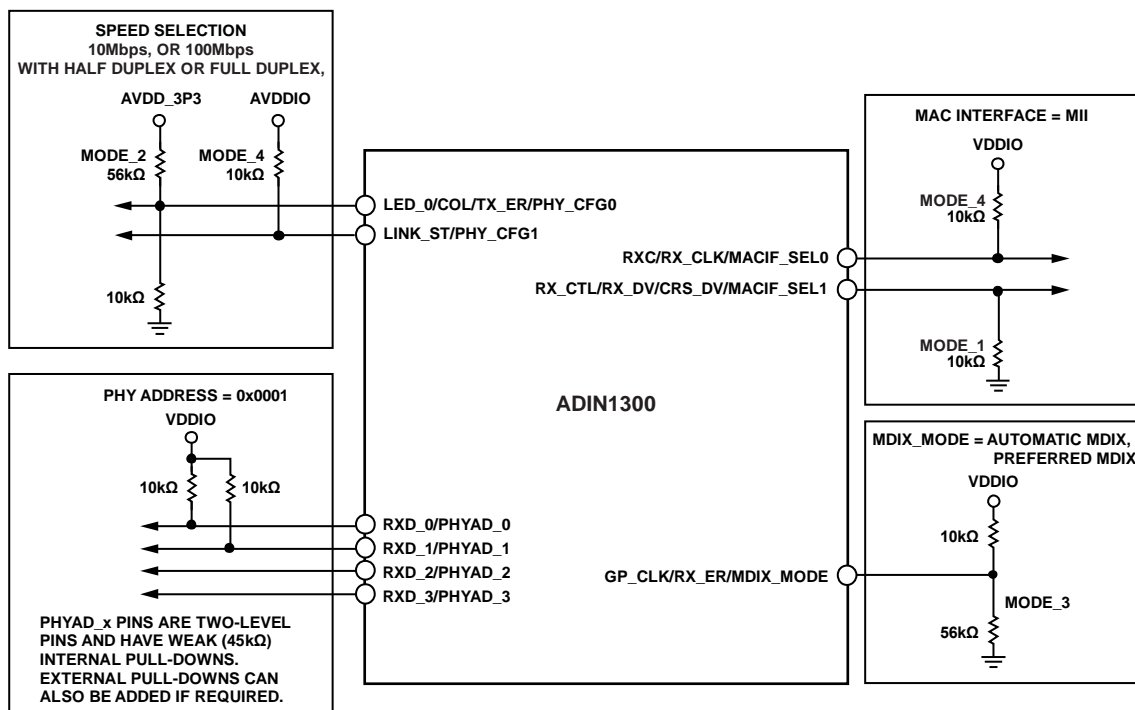 SPEED SELECTION
10Mbps, OR 100Mbps
WITH HALF DUPLEX OR FULL DUPLEX,
AVDD_3P3
AVDDIO
MODE_2
56kΩ
MODE_4
10kΩ
10kΩ
LED_0/COL/TX_ER/PHY_CFG0
LINK_ST/PHY_CFG1
PHY ADDRESS = 0x0001
VDDIO
10kΩ
10kΩ
RXD_0/PHYAD_0
RXD_1/PHYAD_1
RXD_2/PHYAD_2
RXD_3/PHYAD_3
PHYAD_x PINS ARE TWO-LEVEL
PINS AND HAVE WEAK (45kΩ)
INTERNAL PULL-DOWNS.
EXTERNAL PULL-DOWNS CAN
ALSO BE ADDED IF REQUIRED.
ADIN1300
RXC/RX_CLK/MACIF_SEL0
RX_CTL/RX_DV/CRS_DV/MACIF_SEL1
GP_CLK/RX_ER/MDIX_MODE
MAC INTERFACE = MII
VDDIO
MODE_4
10kΩ
MODE_1
10kΩ
MDIX_MODE = AUTOMATIC MDIX,
PREFERRED MDIX
VDDIO
10kΩ
MODE_3
56kΩ